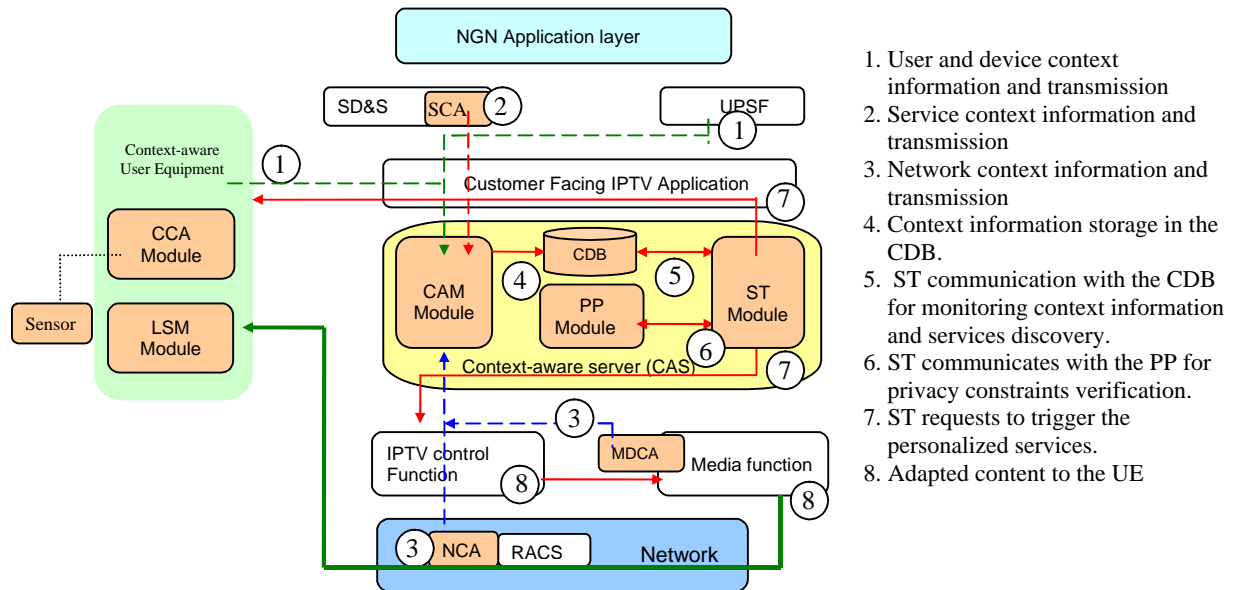 NGN Application layer
SD&S
SCA
2
UPSF
1
Context-aware
User Equipment
1
Customer Facing IPTV Application
7
CCA
Module
CAM
Module
4
CDB
5
PP
Module
6
ST
Module
Sensor
LSM
Module
Context-aware server (CAS)
7
3
IPTV control
Function
8
MDCA
Media function
8
3
NCA
RACS
Network
1. User and device context
information and transmission
2. Service context information and
transmission
3. Network context information and
transmission
4. Context information storage in the
CDB.
5. ST communication with the CDB
for monitoring context information
and services discovery.
6. ST communicates with the PP for
privacy constraints verification.
7. ST requests to trigger the
personalized services.
8. Adapted content to the UE